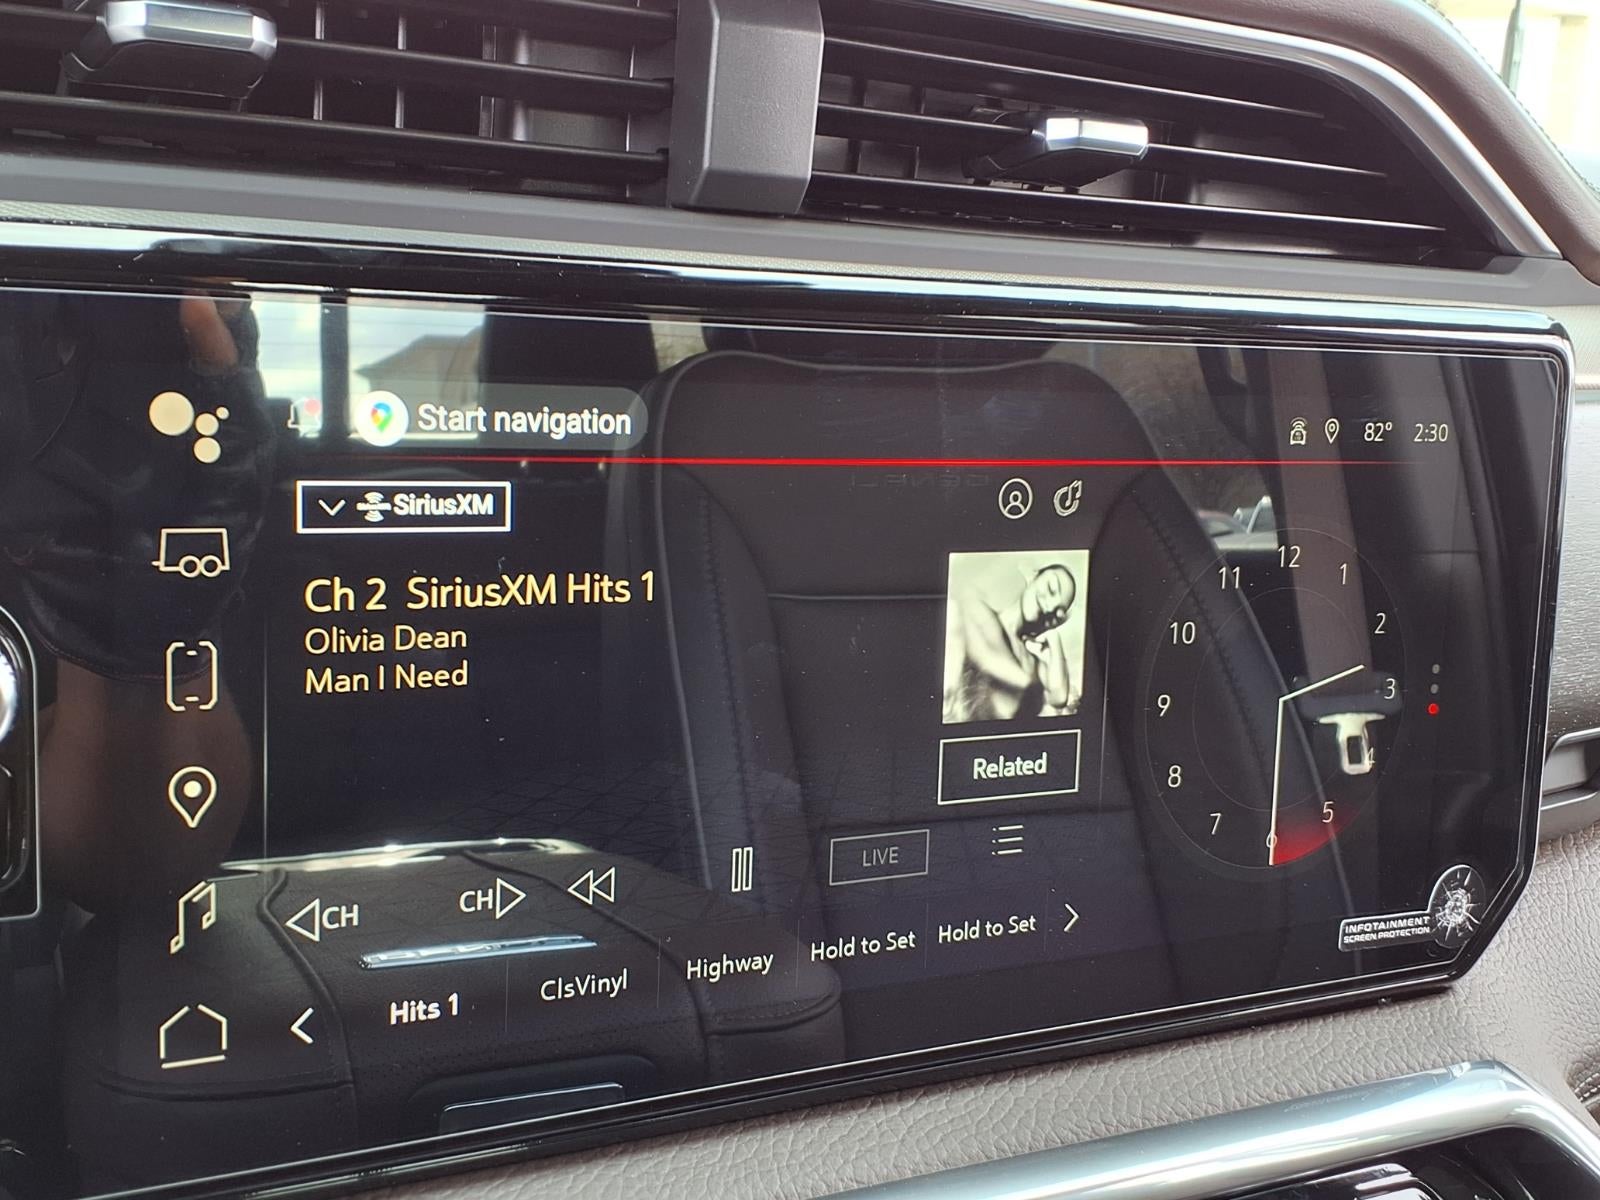 Start navigation
82° 2:30
SiriusXM
Ch 2 SiriusXM Hits 1
Olivia Dean
Man I Need
Related
LIVE
CH
CH
Hits 1
ClsVinyl
Highway
Hold to Set
Hold to Set
12
1
2
3
4
5
6
7
8
9
10
11
INFOTAINMENT
SCREEN PROTECTION
DENALI